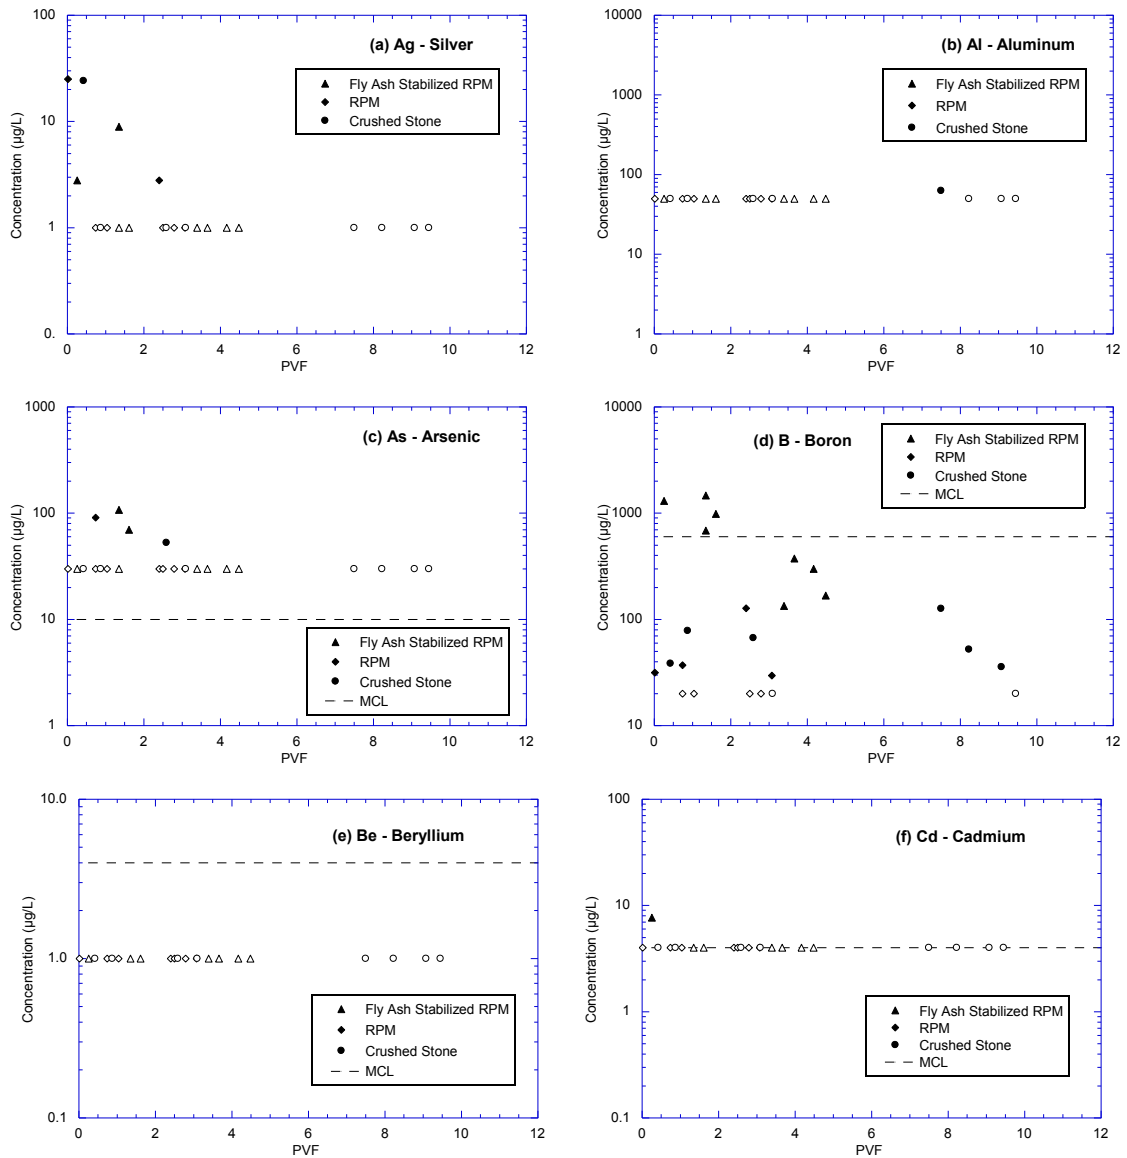 (a) Ag - Silver
Fly Ash Stabilized RPM
RPM
Crushed Stone
Concentration (µg/L)
100
10
1
0.
0 2 4 6 8 10 12
PVF
(b) Al - Aluminum
Fly Ash Stabilized RPM
RPM
Crushed Stone
Concentration (µg/L)
10000
1000
100
10
1
0 2 4 6 8 10 12
PVF
(c) As - Arsenic
Fly Ash Stabilized RPM
RPM
Crushed Stone
MCL
Concentration (µg/L)
1000
100
10
1
0 2 4 6 8 10 12
PVF
(d) B - Boron
Fly Ash Stabilized RPM
RPM
Crushed Stone
MCL
Concentration (µg/L)
10000
1000
100
10
0 2 4 6 8 10 12
PVF
(e) Be - Beryllium
Fly Ash Stabilized RPM
RPM
Crushed Stone
MCL
Concentration (µg/L)
10.0
1.0
0.1
0 2 4 6 8 10 12
PVF
(f) Cd - Cadmium
Fly Ash Stabilized RPM
RPM
Crushed Stone
MCL
Concentration (µg/L)
100
10
1
0.1
0 2 4 6 8 10 12
PVF